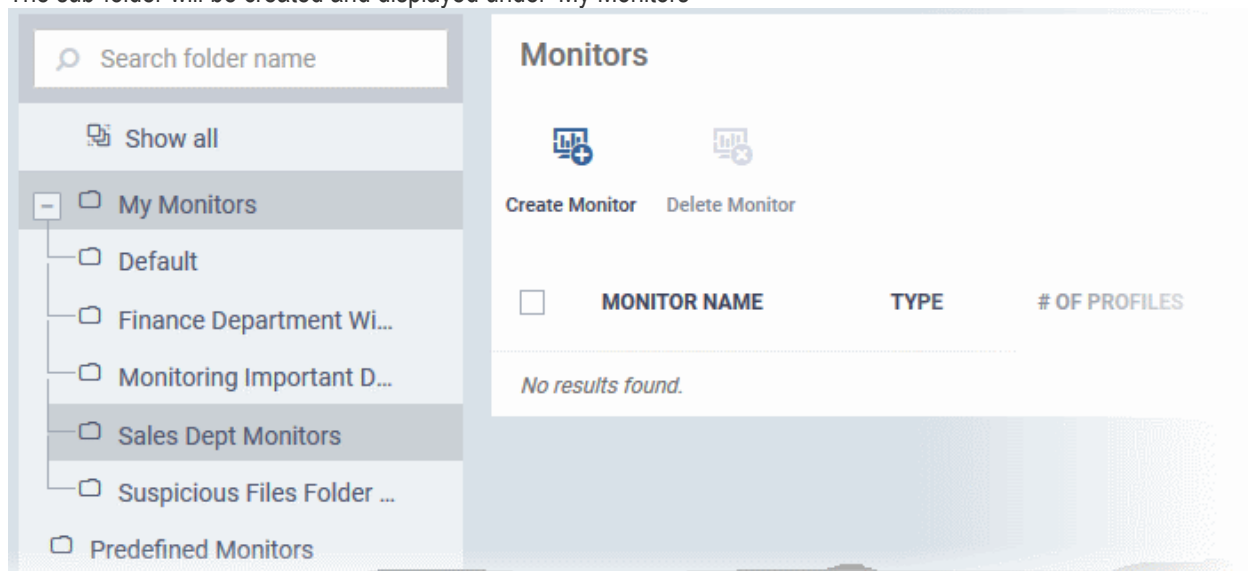 The sub-folder will be created and displayed under 'My Monitors'
Search folder name
Show all
My Monitors
Default
Finance Department Wi...
Monitoring Important D...
Sales Dept Monitors
Suspicious Files Folder ...
Predefined Monitors
Monitors
Create Monitor
Delete Monitor
MONITOR NAME TYPE # OF PROFILES
No results found.